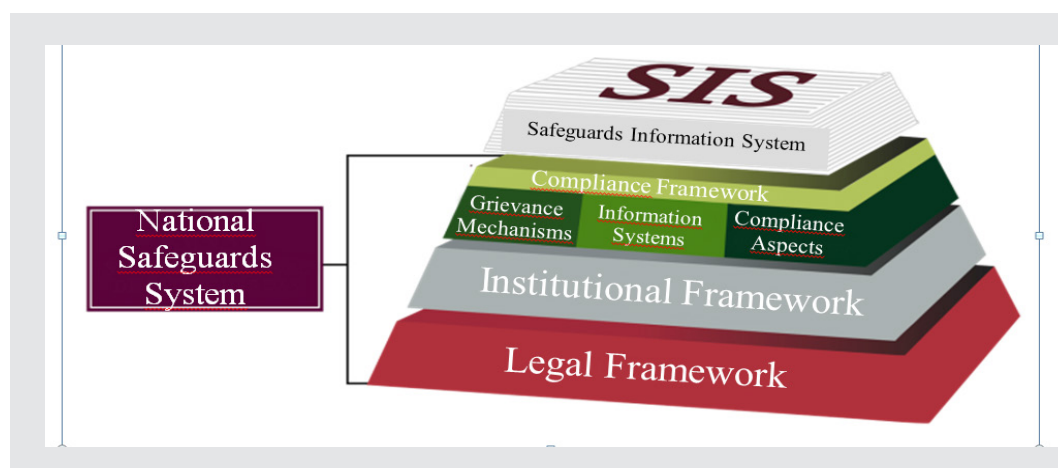 SIS
Safeguards Information System
Compliance Framework
Grievance
Mechanisms
Information
Systems
Compliance
Aspects
National
Safeguards
System
Institutional Framework
Legal Framework